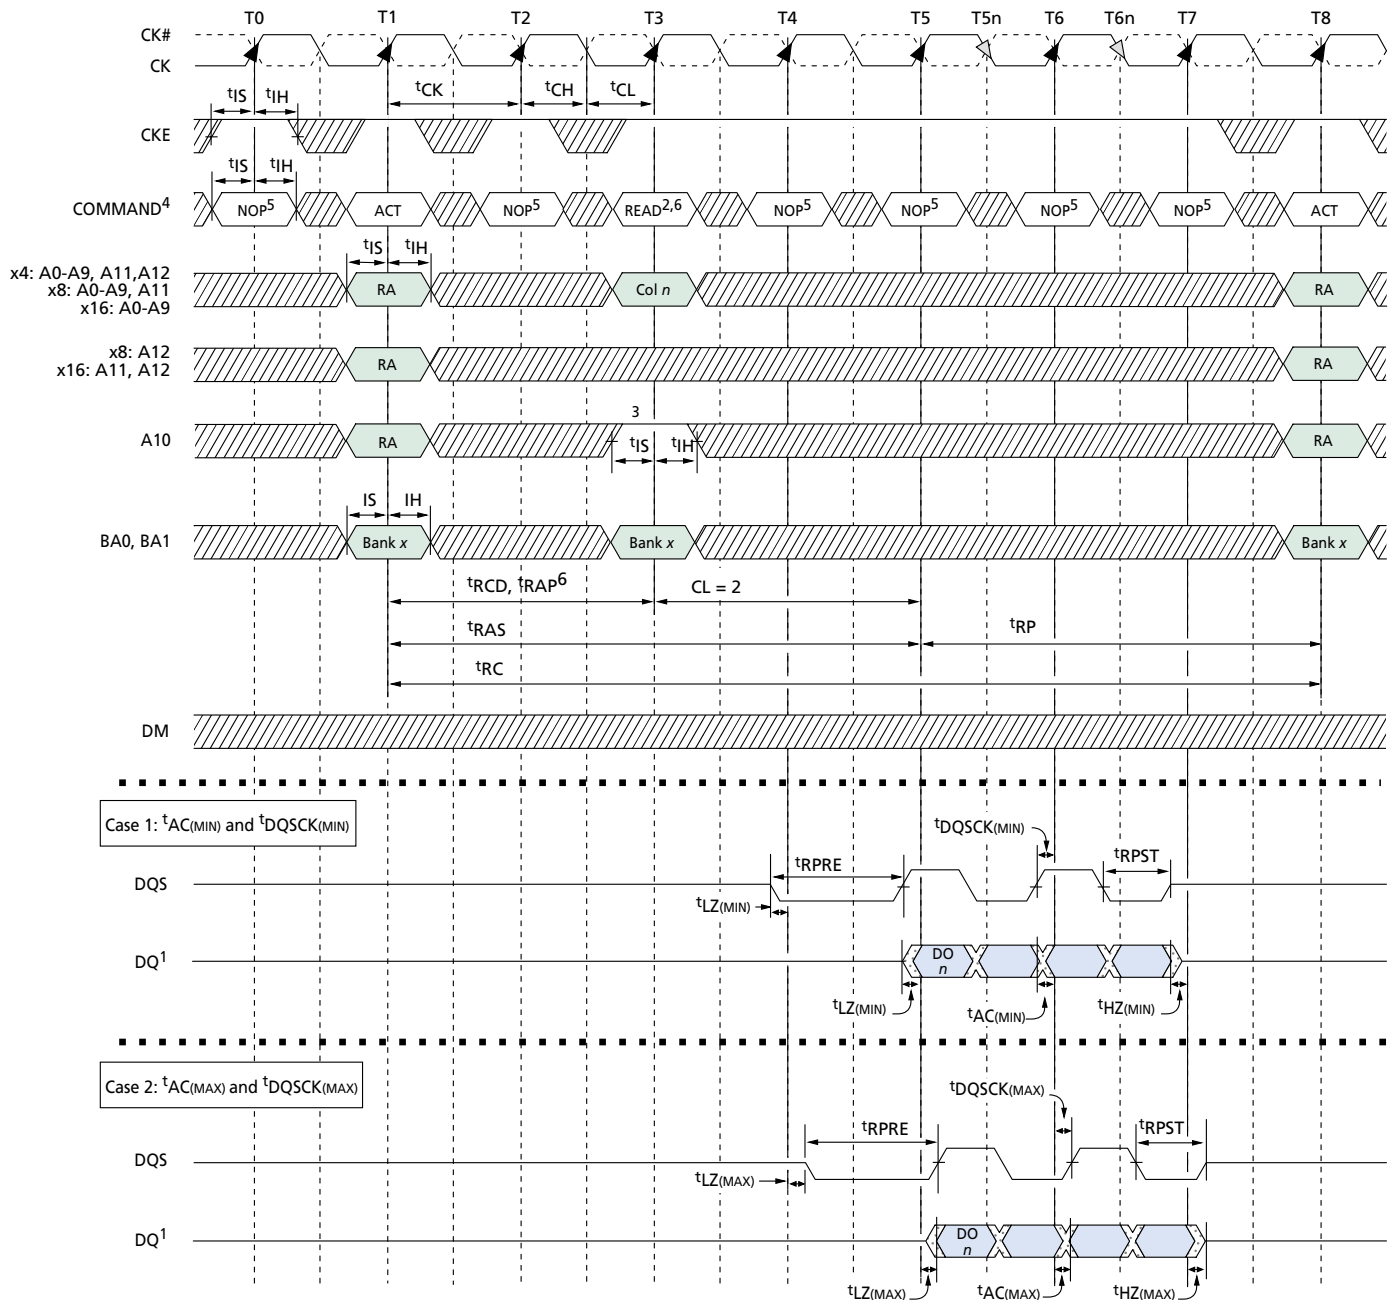 T0 T1 T2 T3 T4 T5 T5n T6 T6n T7 T8
CK#
CK
tCK tCH tCL
tIS tIH
CKE
tIS tIH
COMMAND4 NOP5 ACT NOP5 READ2,6 NOP5 NOP5 NOP5 NOP5 ACT
tIS tIH
x4: A0-A9, A11,A12
x8: A0-A9, A11
x16: A0-A9
RA Col n RA
x8: A12
x16: A11, A12
RA RA
3
A10 RA tIS tIH RA
IS IH
BA0, BA1 Bank x Bank x Bank x
tRCD, tRAP6 CL = 2
tRAS tRP
tRC
DM
Case 1: tAC(MIN) and tDQSCK(MIN)
tDQSCK(MIN)
tRPRE tRPST
DQS
tLZ(MIN)
DQ1 DO
n
tLZ(MIN) tAC(MIN) tHZ(MIN)
Case 2: tAC(MAX) and tDQSCK(MAX)
tDQSCK(MAX)
tRPRE tRPST
DQS
tLZ(MAX)
DQ1 DO
n
tLZ(MAX) tAC(MAX) tHZ(MAX)